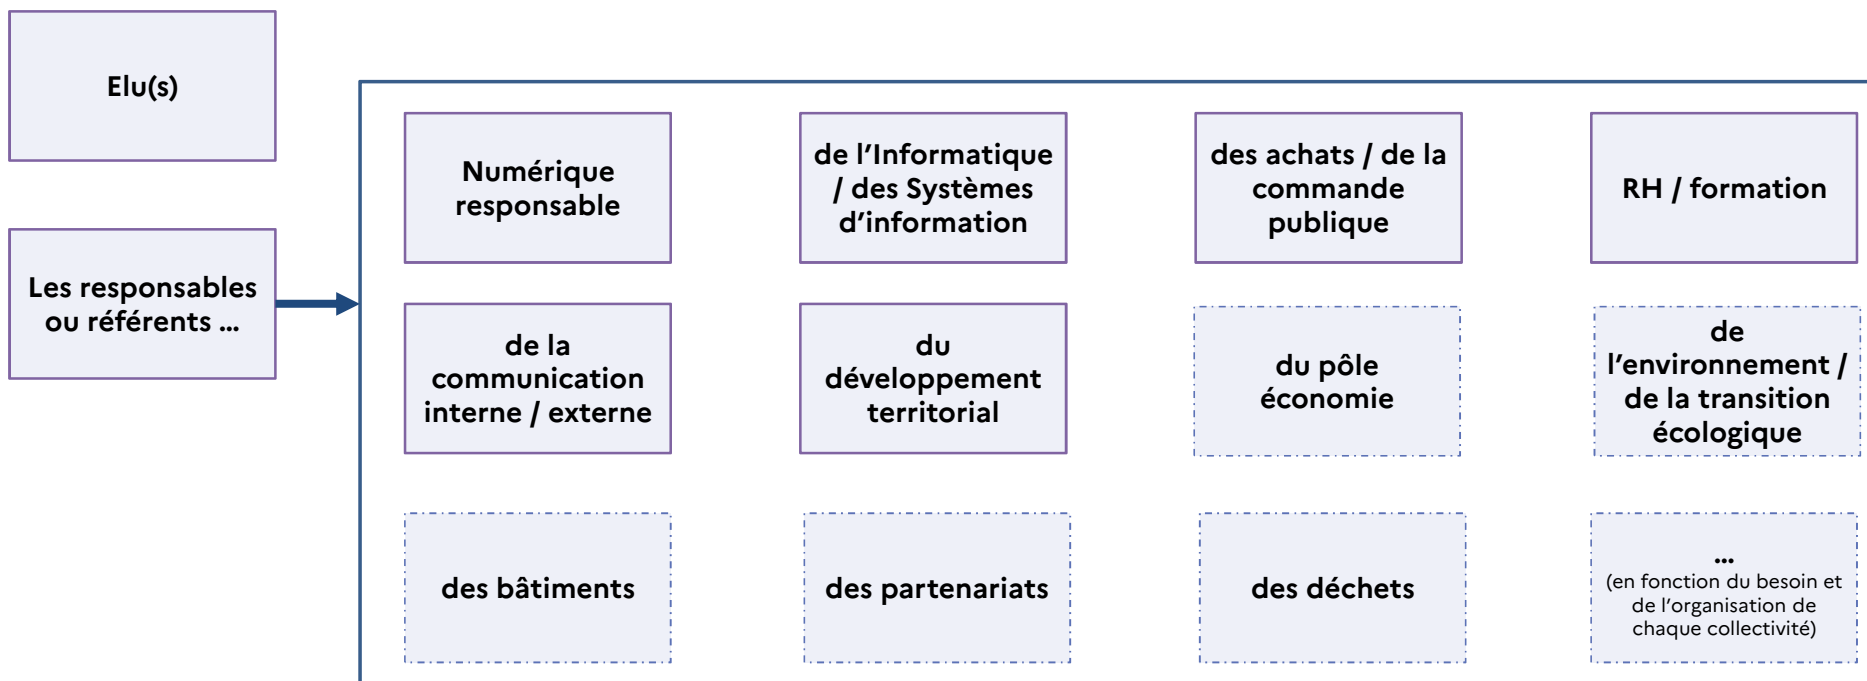 Elu(s)
Les responsables
ou référents ...
Numérique
responsable
de l'Informatique
/ des Systèmes
d'information
des achats / de la
commande
publique
RH / formation
de la
communication
interne / externe
du
développement
territorial
du pôle
économie
de
l'environnement /
de la transition
écologique
des bâtiments
des partenariats
des déchets
...
(en fonction du besoin et
de l'organisation de
chaque collectivité)